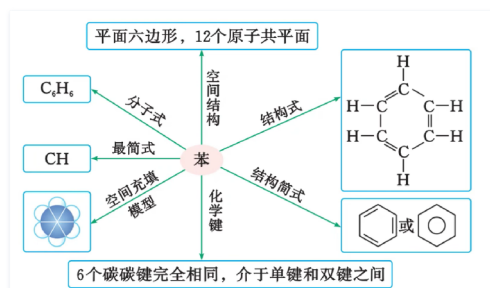 平面六边形，12个原子共平面
C₆H₆
分子式
空间结构
结构式
H
H—C C—H
H—C C—H
C
C
H
CH
最简式
苯
空间充填
模型
化学键
结构简式
或
6个碳碳键完全相同，介于单键和双键之间